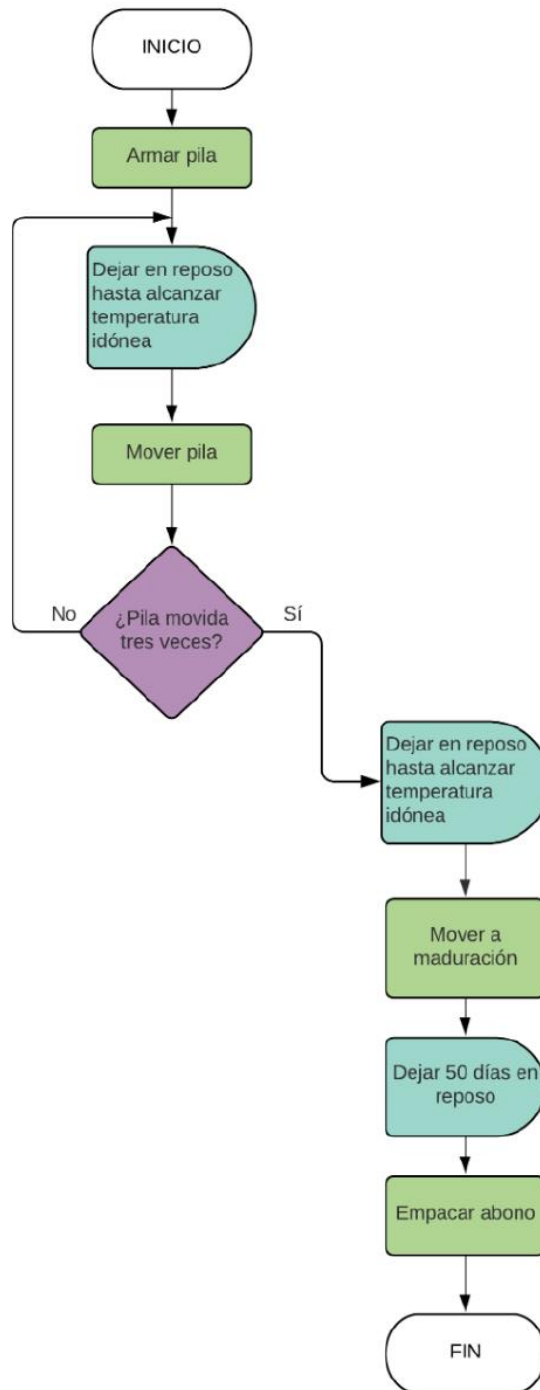 INICIO
Armar pila
Dejar en reposo
hasta alcanzar
temperatura
idónea
Mover pila
¿Pila movida
tres veces?
No
Sí
Dejar en reposo
hasta alcanzar
temperatura
idónea
Mover a
maduración
Dejar 50 días en
reposo
Empacar abono
FIN